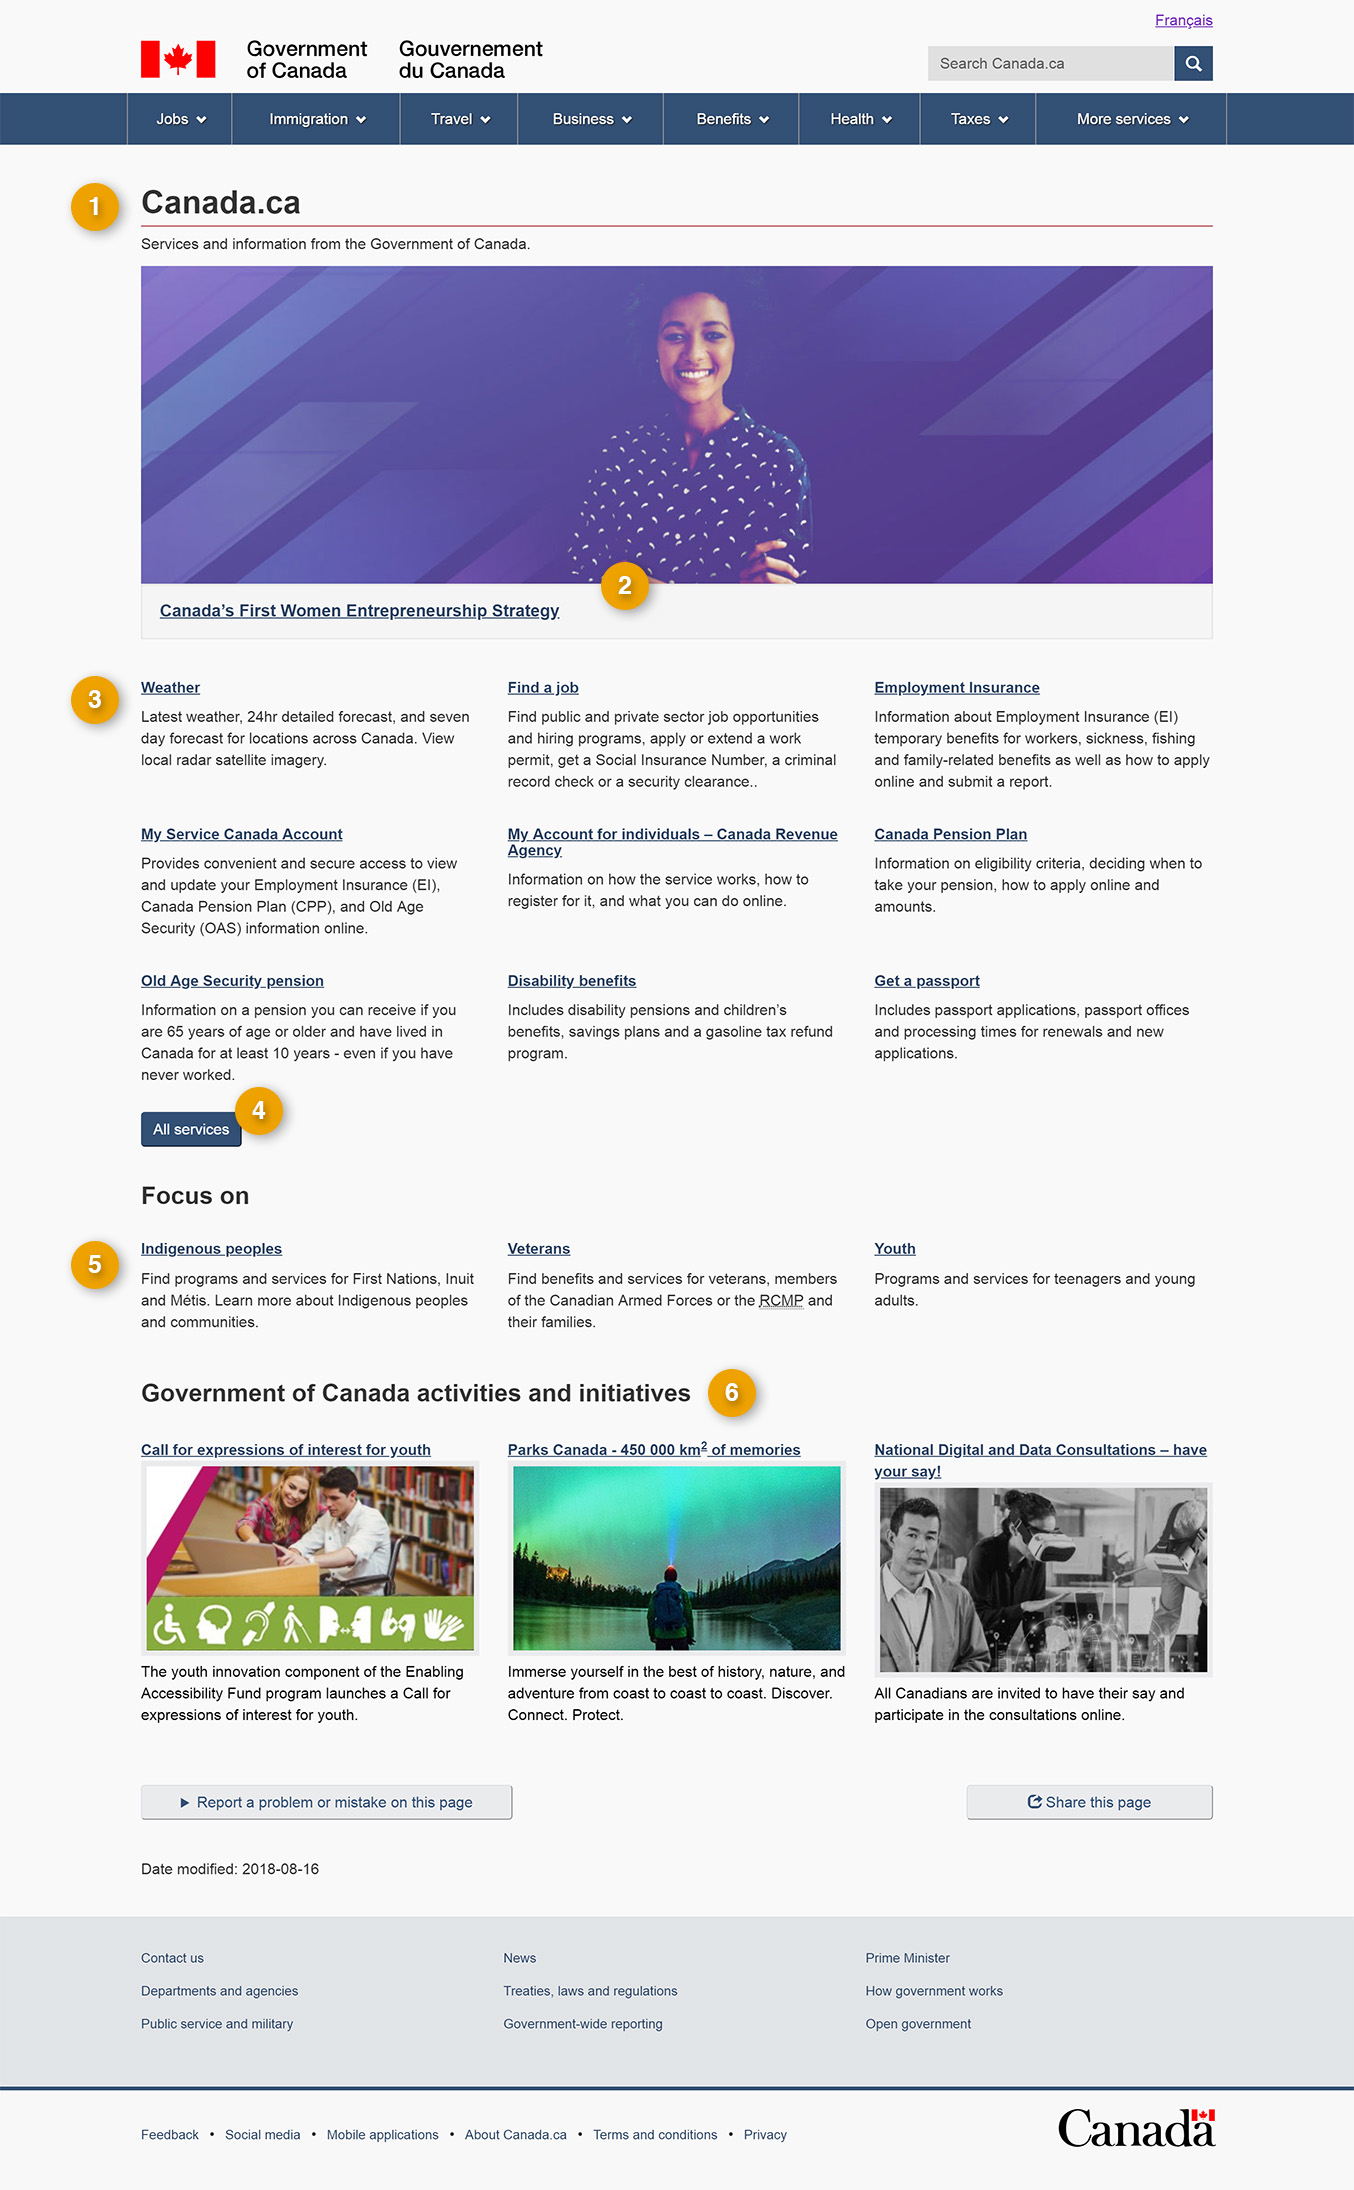 Français
Government of Canada
Gouvernement du Canada
Search Canada.ca
Jobs
Immigration
Travel
Business
Benefits
Health
Taxes
More services
1
Canada.ca
Services and information from the Government of Canada.
2
Canada's First Women Entrepreneurship Strategy
3
Weather
Latest weather, 24hr detailed forecast, and seven
day forecast for locations across Canada. View
local radar satellite imagery.
Find a job
Find public and private sector job opportunities
and hiring programs, apply or extend a work
permit, get a Social Insurance Number, a criminal
record check or a security clearance..
Employment Insurance
Information about Employment Insurance (EI)
temporary benefits for workers, sickness, fishing
and family-related benefits as well as how to apply
online and submit a report.
My Service Canada Account
Provides convenient and secure access to view
and update your Employment Insurance (EI),
Canada Pension Plan (CPP), and Old Age
Security (OAS) information online.
My Account for individuals – Canada Revenue
Agency
Information on how the service works, how to
register for it, and what you can do online.
Canada Pension Plan
Information on eligibility criteria, deciding when to
take your pension, how to apply online and
amounts.
Old Age Security pension
Information on a pension you can receive if you
are 65 years of age or older and have lived in
Canada for at least 10 years - even if you have
never worked.
Disability benefits
Includes disability pensions and children's
benefits, savings plans and a gasoline tax refund
program.
Get a passport
Includes passport applications, passport offices
and processing times for renewals and new
applications.
4
All services
Focus on
5
Indigenous peoples
Find programs and services for First Nations, Inuit
and Métis. Learn more about Indigenous peoples
and communities.
Veterans
Find benefits and services for veterans, members
of the Canadian Armed Forces or the RCMP and
their families.
Youth
Programs and services for teenagers and young
adults.
Government of Canada activities and initiatives
6
Call for expressions of interest for youth
The youth innovation component of the Enabling
Accessibility Fund program launches a Call for
expressions of interest for youth.
Parks Canada - 450 000 km² of memories
Immerse yourself in the best of history, nature, and
adventure from coast to coast to coast. Discover.
Connect. Protect.
National Digital and Data Consultations – have
your say!
All Canadians are invited to have their say and
participate in the consultations online.
Report a problem or mistake on this page
Share this page
Date modified: 2018-08-16
Contact us
News
Prime Minister
Departments and agencies
Treaties, laws and regulations
How government works
Public service and military
Government-wide reporting
Open government
Feedback • Social media • Mobile applications • About Canada.ca • Terms and conditions • Privacy
Canada